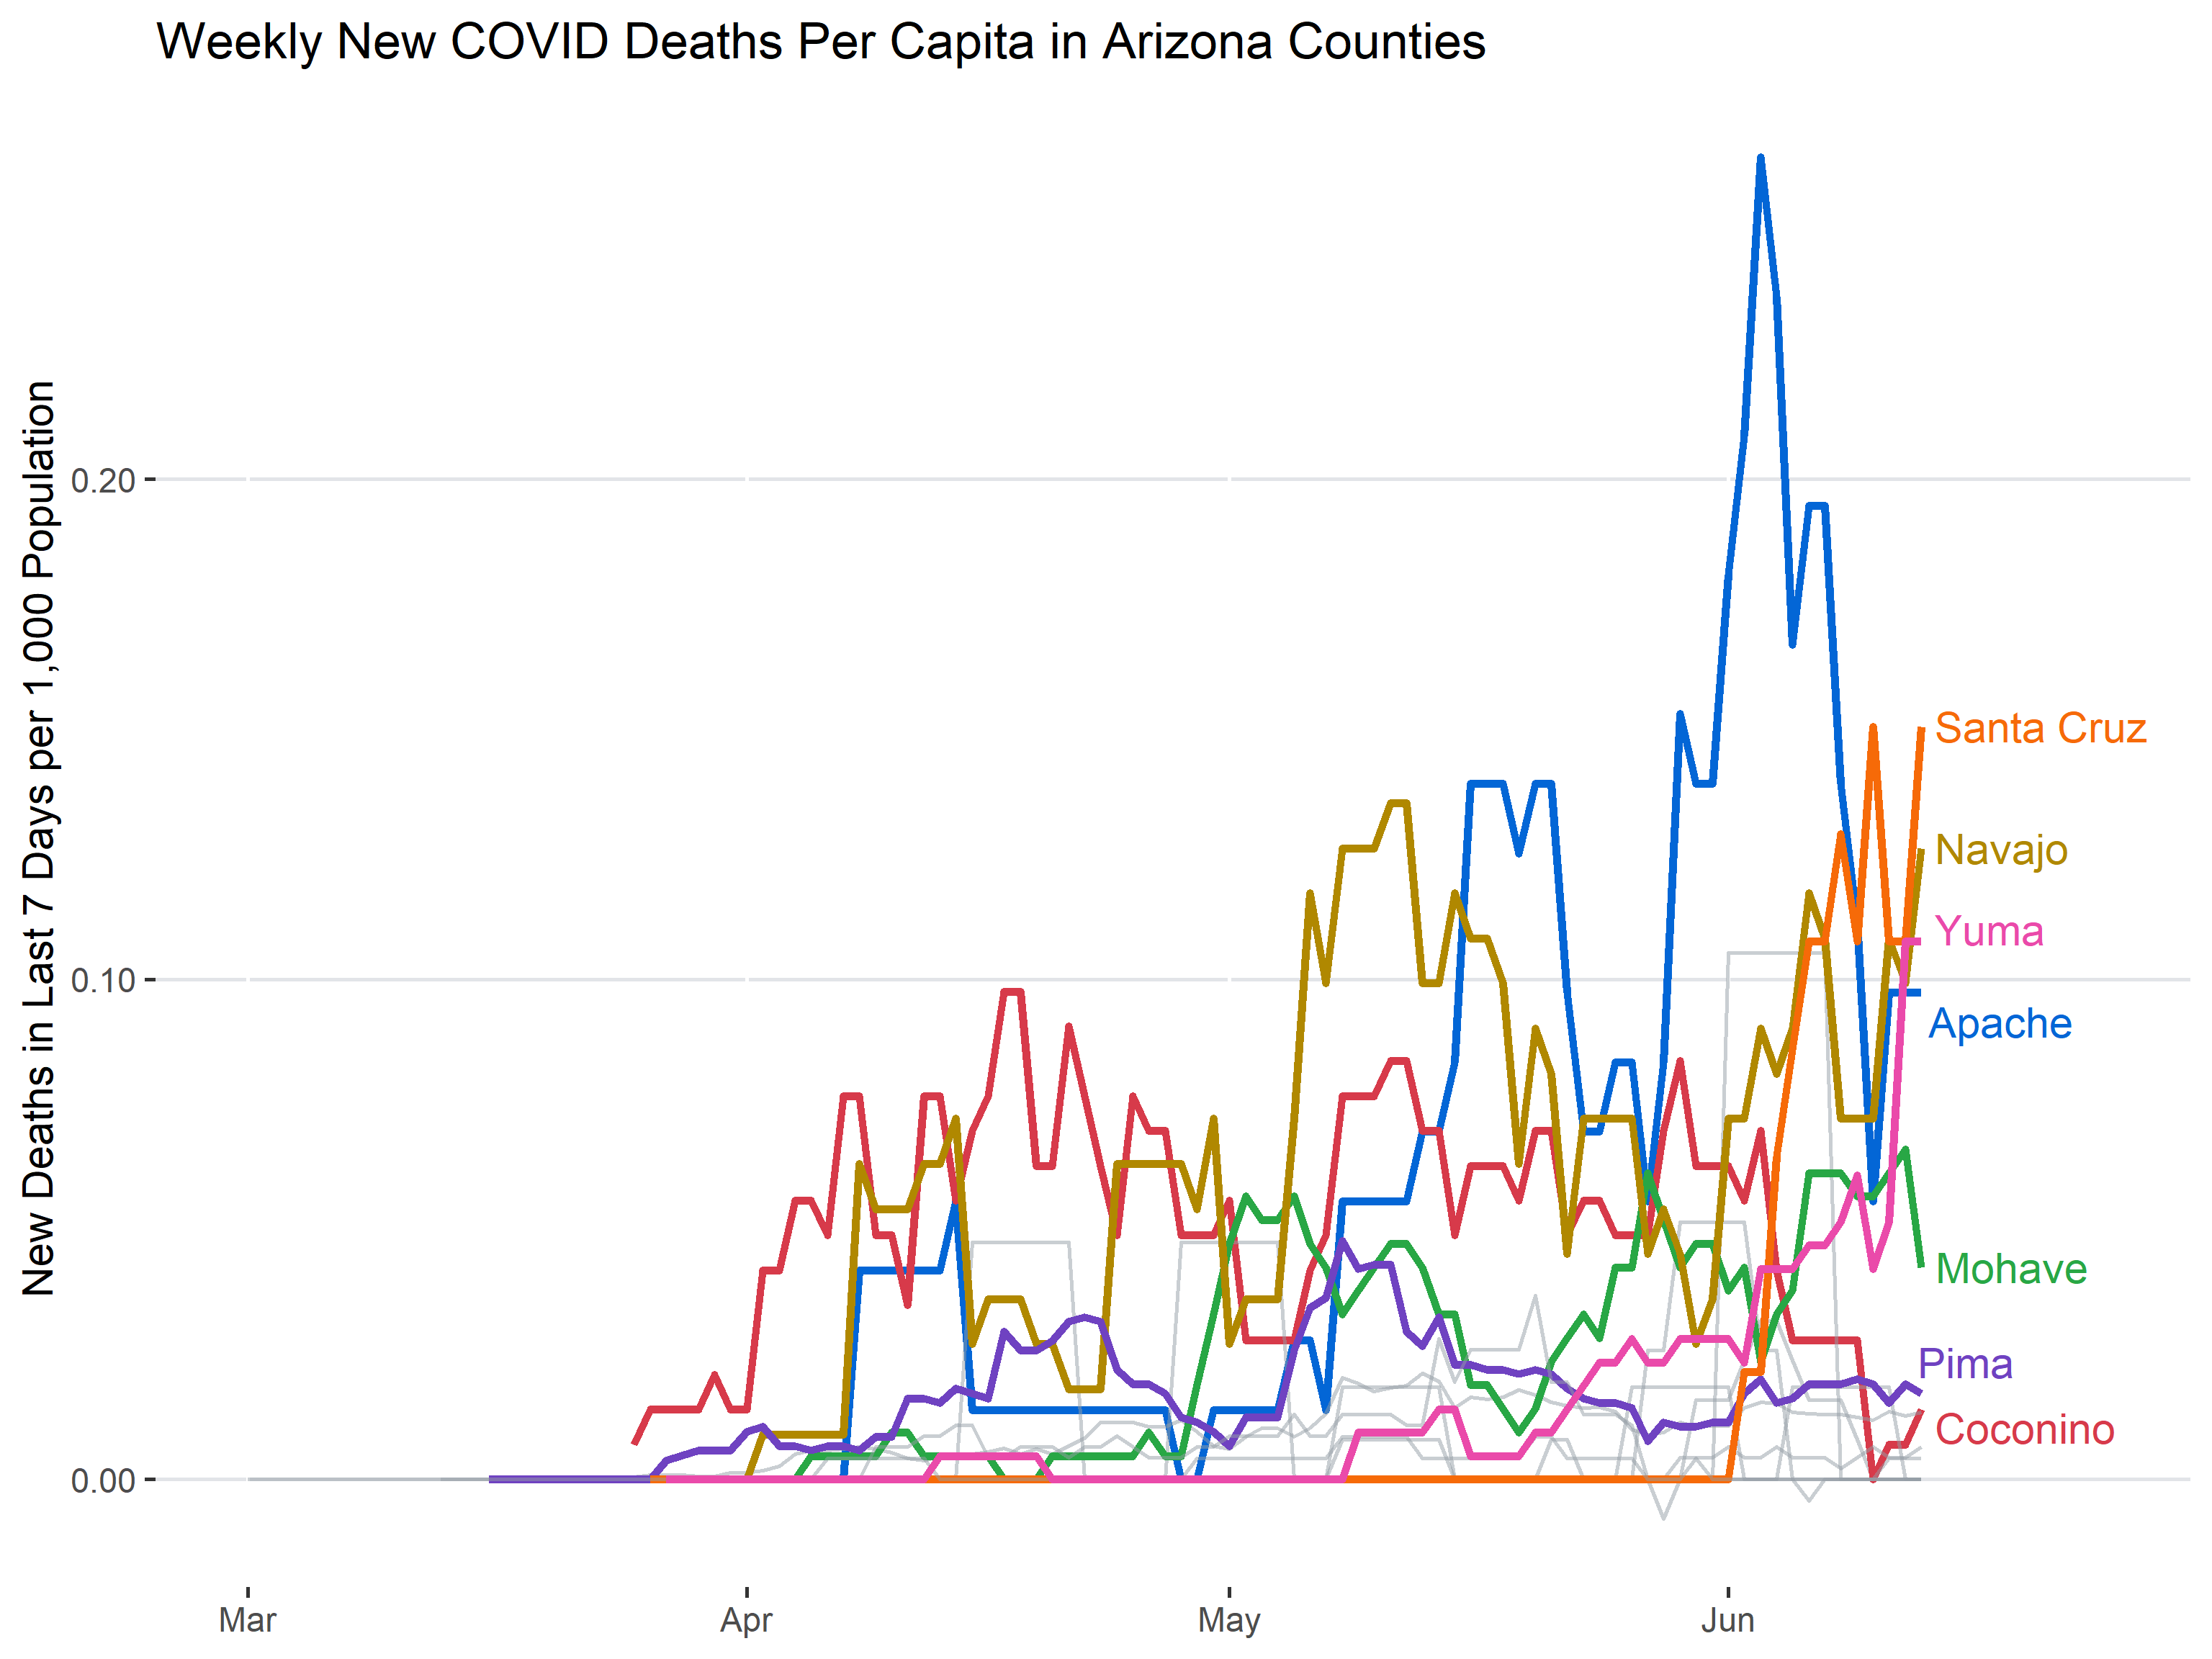 Weekly New COVID Deaths Per Capita in Arizona Counties
New Deaths in Last 7 Days per 1,000 Population
0.20
0.10
0.00
Santa Cruz
Navajo
Yuma
Apache
Mohave
Pima
Coconino
Mar
Apr
May
Jun